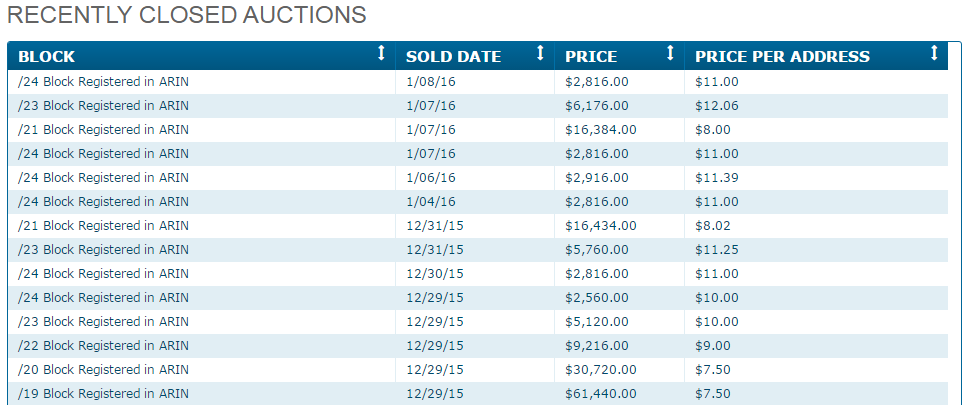 RECENTLY CLOSED AUCTIONS
BLOCK SOLD DATE PRICE PRICE PER ADDRESS
/24 Block Registered in ARIN 1/08/16 $2,816.00 $11.00
/23 Block Registered in ARIN 1/07/16 $6,176.00 $12.06
/21 Block Registered in ARIN 1/07/16 $16,384.00 $8.00
/24 Block Registered in ARIN 1/07/16 $2,816.00 $11.00
/24 Block Registered in ARIN 1/06/16 $2,916.00 $11.39
/24 Block Registered in ARIN 1/04/16 $2,816.00 $11.00
/21 Block Registered in ARIN 12/31/15 $16,434.00 $8.02
/23 Block Registered in ARIN 12/31/15 $5,760.00 $11.25
/24 Block Registered in ARIN 12/30/15 $2,816.00 $11.00
/24 Block Registered in ARIN 12/29/15 $2,560.00 $10.00
/23 Block Registered in ARIN 12/29/15 $5,120.00 $10.00
/22 Block Registered in ARIN 12/29/15 $9,216.00 $9.00
/20 Block Registered in ARIN 12/29/15 $30,720.00 $7.50
/19 Block Registered in ARIN 12/29/15 $61,440.00 $7.50